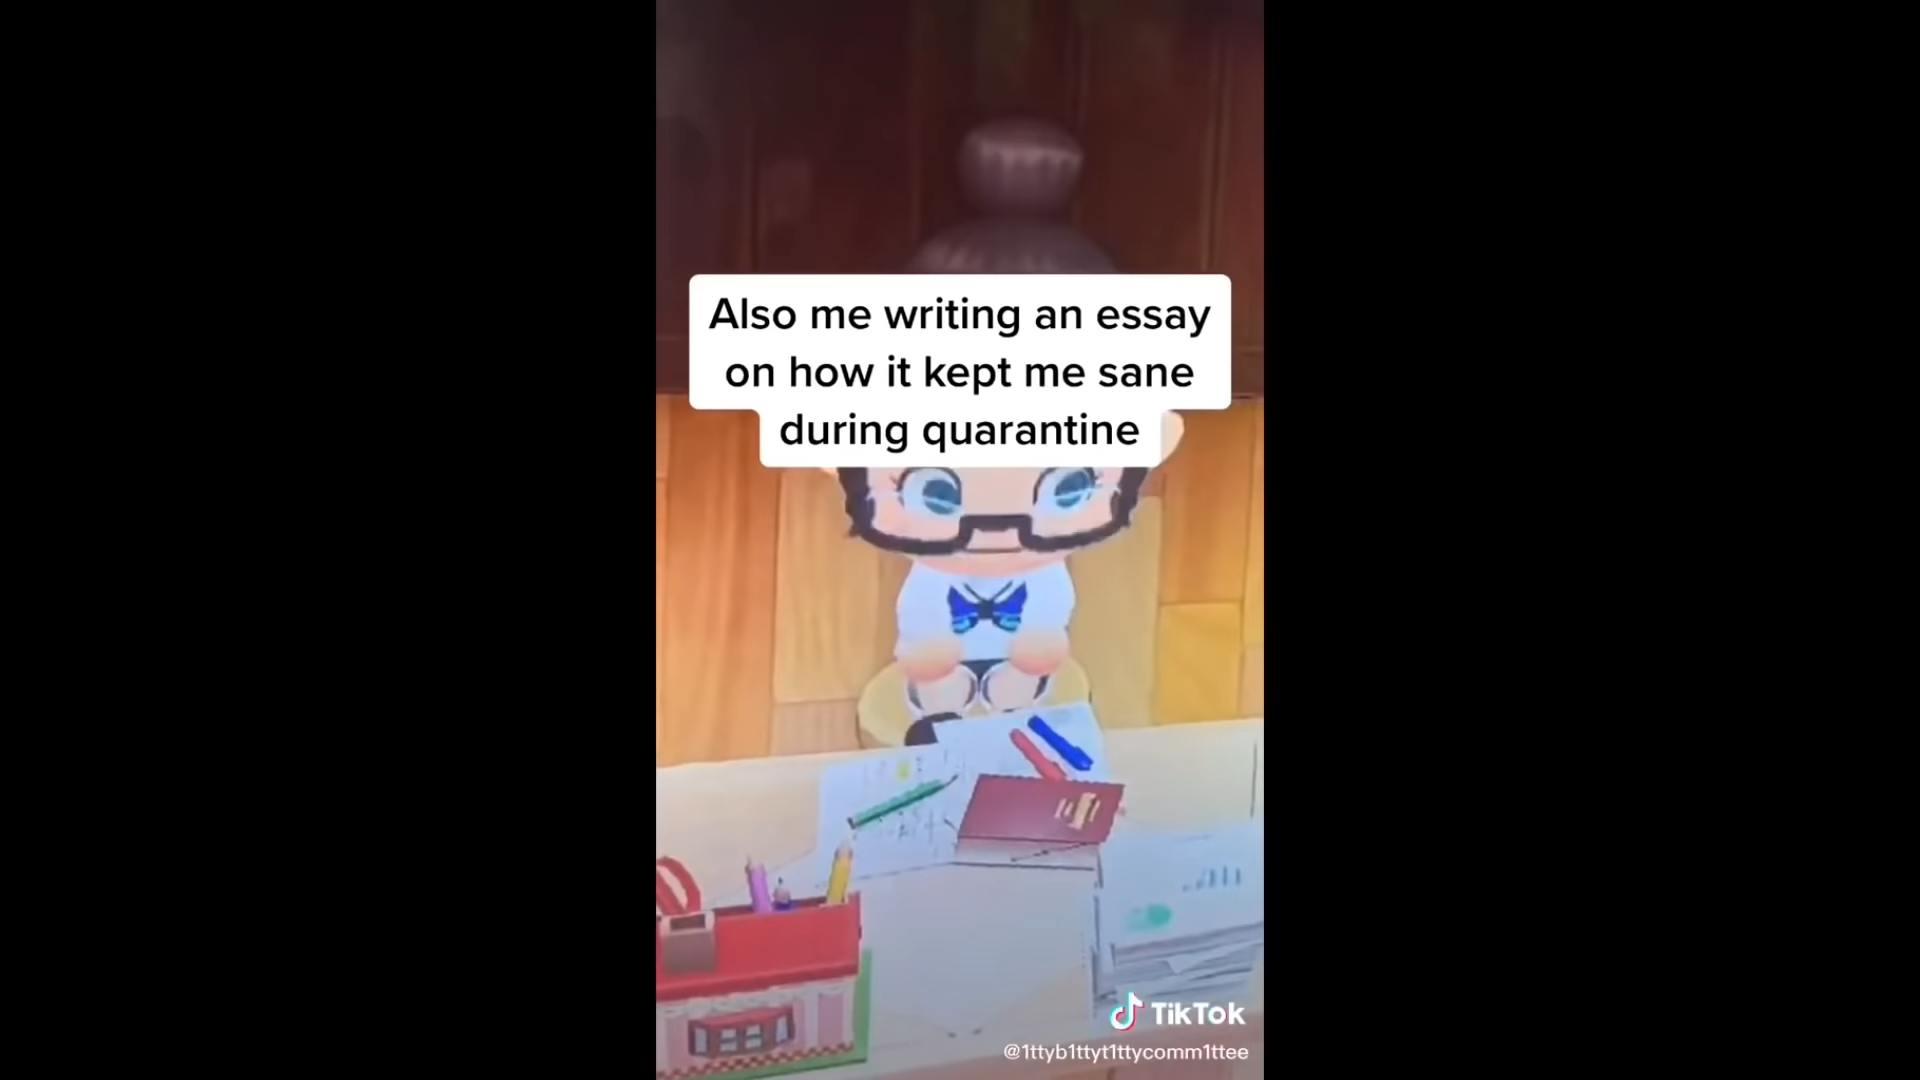 Also me writing an essay
on how it kept me sane
during quarantine
TikTok
@1ttyb1ttyt1ttycomm1ttee